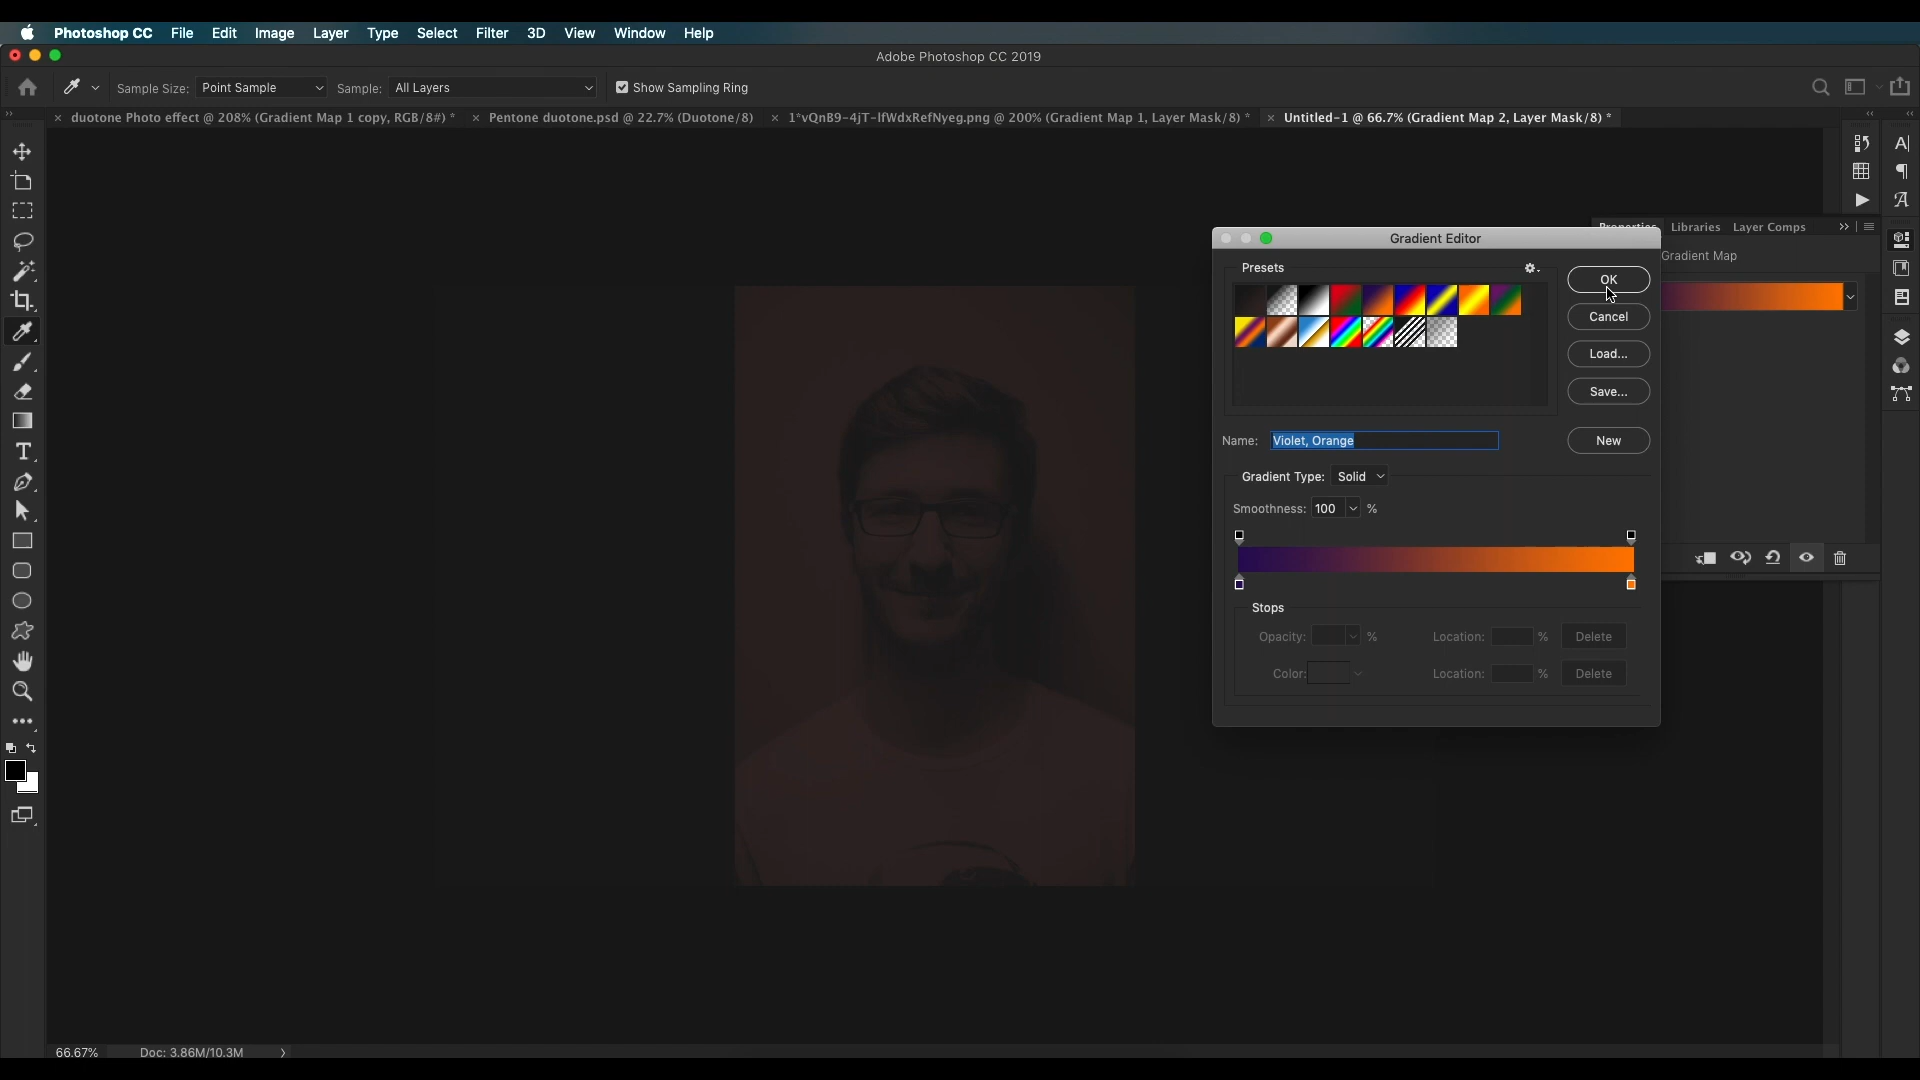 Photoshop CC File Edit Image Layer Type Select Filter 3D View Window Help
Adobe Photoshop CC 2019
Sample Size: Point Sample Sample: All Layers Show Sampling Ring
duotone Photo effect @ 208% (Gradient Map 1 copy, RGB/8#) * Pentone duotone.psd @ 22.7% (Duotone/8) 1*vQnB9-4jT-lfWdxRefNyeg.png @ 200% (Gradient Map 1, Layer Mask/8) * Untitled-1 @ 66.7% (Gradient Map 2, Layer Mask/8) *
Properties Libraries Layer Comps
Gradient Editor
Gradient Map
Presets
OK
Cancel
Load...
Save...
Name: Violet, Orange New
Gradient Type: Solid
Smoothness: 100 %
Stops
Opacity: % Location: % Delete
Color: Location: % Delete
66.67% Doc: 3.86M/10.3M